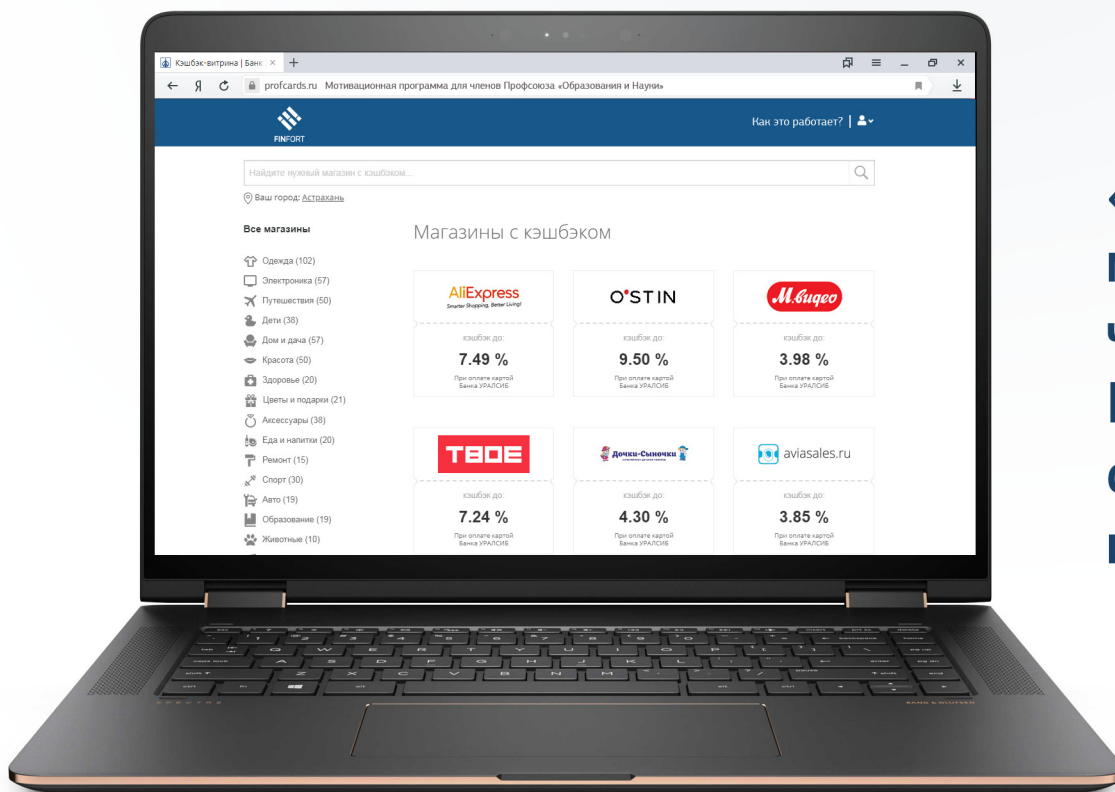 Кэшбэк-витрина | Банк
profcards.ru Мотивационная программа для членов Профсоюза «Образования и Науки»
FINFORT
Как это работает?
Найдите нужный магазин с кэшбэком...
Ваш город: Астрахань
Все магазины
Одежда (102)
Электроника (57)
Путешествия (50)
Дети (38)
Дом и дача (57)
Красота (50)
Здоровье (20)
Цветы и подарки (21)
Аксессуары (38)
Еда и напитки (20)
Ремонт (15)
Спорт (30)
Авто (19)
Образование (19)
Животные (10)
Магазины с кэшбэком
AliExpress
Smarter Shopping, Better Living!
кэшбэк до:
7.49 %
При оплате картой
Банка УРАЛСИБ
O'STIN
кэшбэк до:
9.50 %
При оплате картой
Банка УРАЛСИБ
М.видео
кэшбэк до:
3.98 %
При оплате картой
Банка УРАЛСИБ
ТВОЕ
кэшбэк до:
7.24 %
При оплате картой
Банка УРАЛСИБ
Дочки-Сыночки
кэшбэк до:
4.30 %
При оплате картой
Банка УРАЛСИБ
aviasales.ru
кэшбэк до:
3.85 %
При оплате картой
Банка УРАЛСИБ
SPECTRE
BANG & OLUFSEN